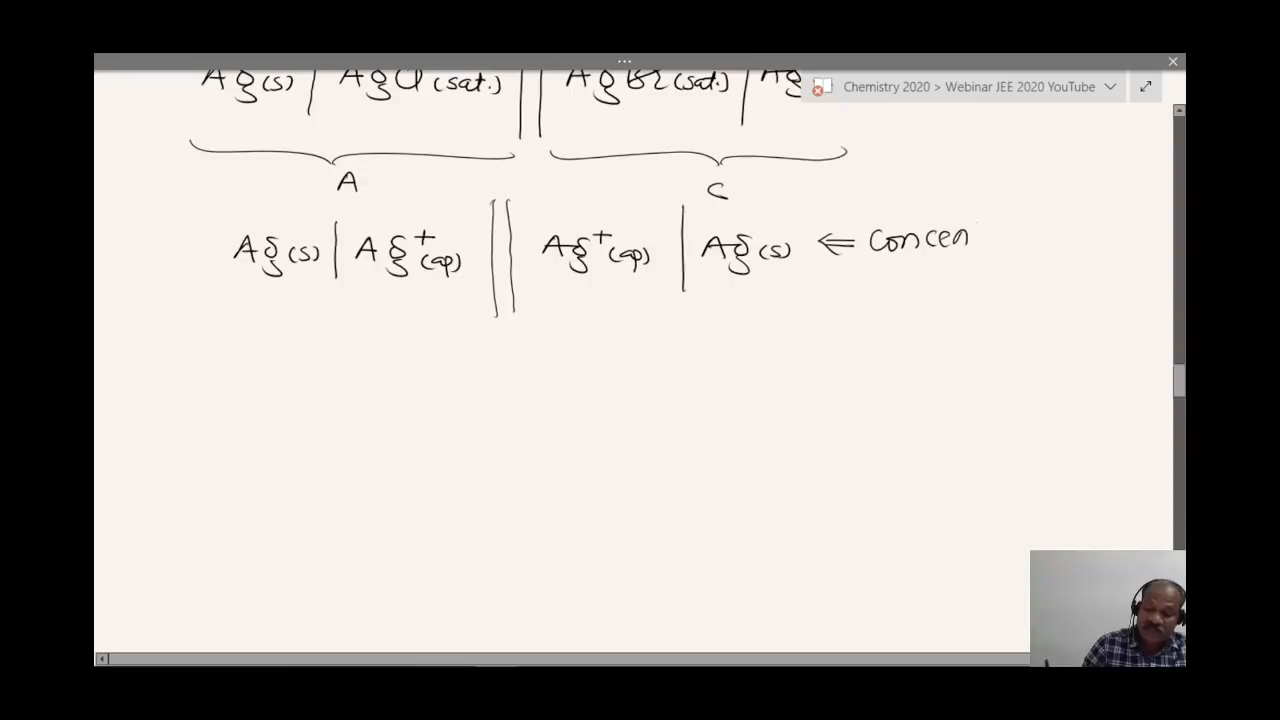 Ag(s) | AgCl(sat.) || AgBr(sat.) | Ag
Chemistry 2020 > Webinar JEE 2020 YouTube
A
C
Ag(s) | Ag+(aq) || Ag+(aq) | Ag(s) ⇐ Concen